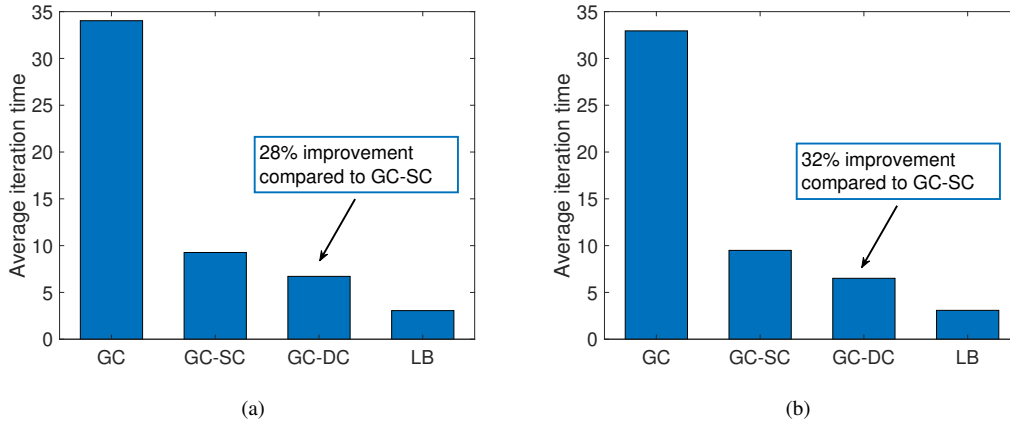 35
30
25
20
15
10
5
0
Average iteration time
28% improvement
compared to GC-SC
GC GC-SC GC-DC LB
(a)
35
30
25
20
15
10
5
0
Average iteration time
32% improvement
compared to GC-SC
GC GC-SC GC-DC LB
(b)